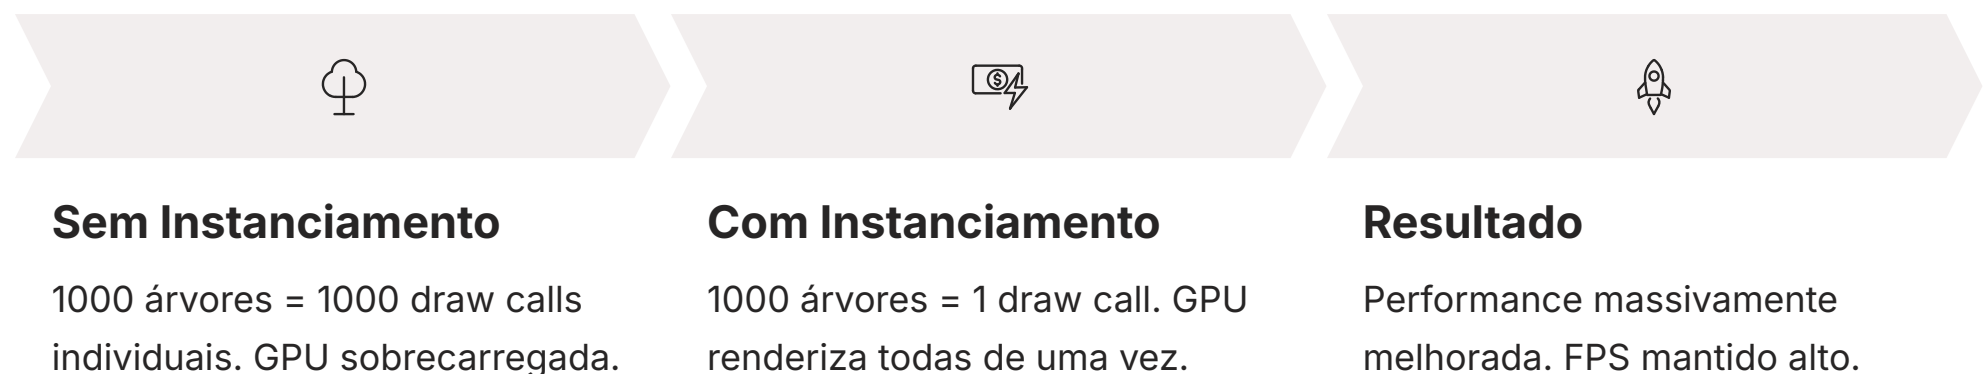 Sem Instanciamento
1000 árvores = 1000 draw calls
individuais. GPU sobrecarregada.
Com Instanciamento
1000 árvores = 1 draw call. GPU
renderiza todas de uma vez.
Resultado
Performance massivamente
melhorada. FPS mantido alto.